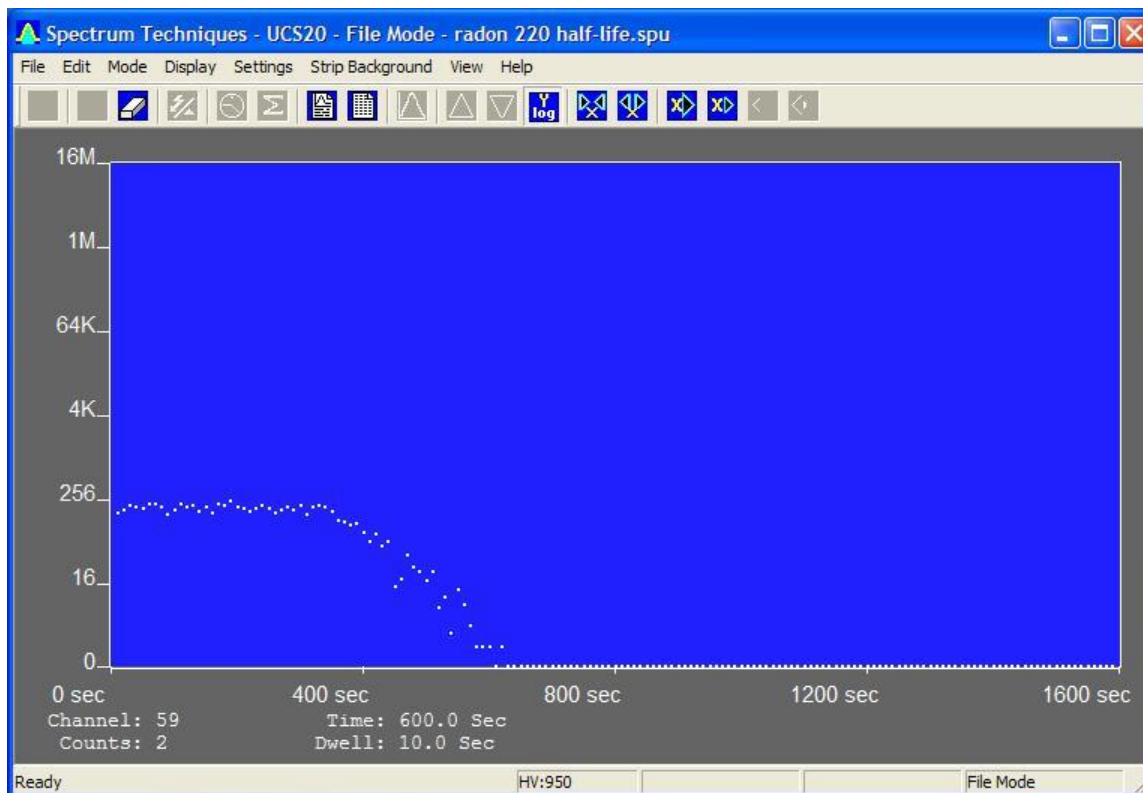 Spectrum Techniques - UCS20 - File Mode - radon 220 half-life.spu
File Edit Mode Display Settings Strip Background View Help
Y log X X X X
16M
1M
64K
4K
256
16
0
0 sec 400 sec 800 sec 1200 sec 1600 sec
Channel: 59 Time: 600.0 Sec
Counts: 2 Dwell: 10.0 Sec
Ready HV:950 File Mode